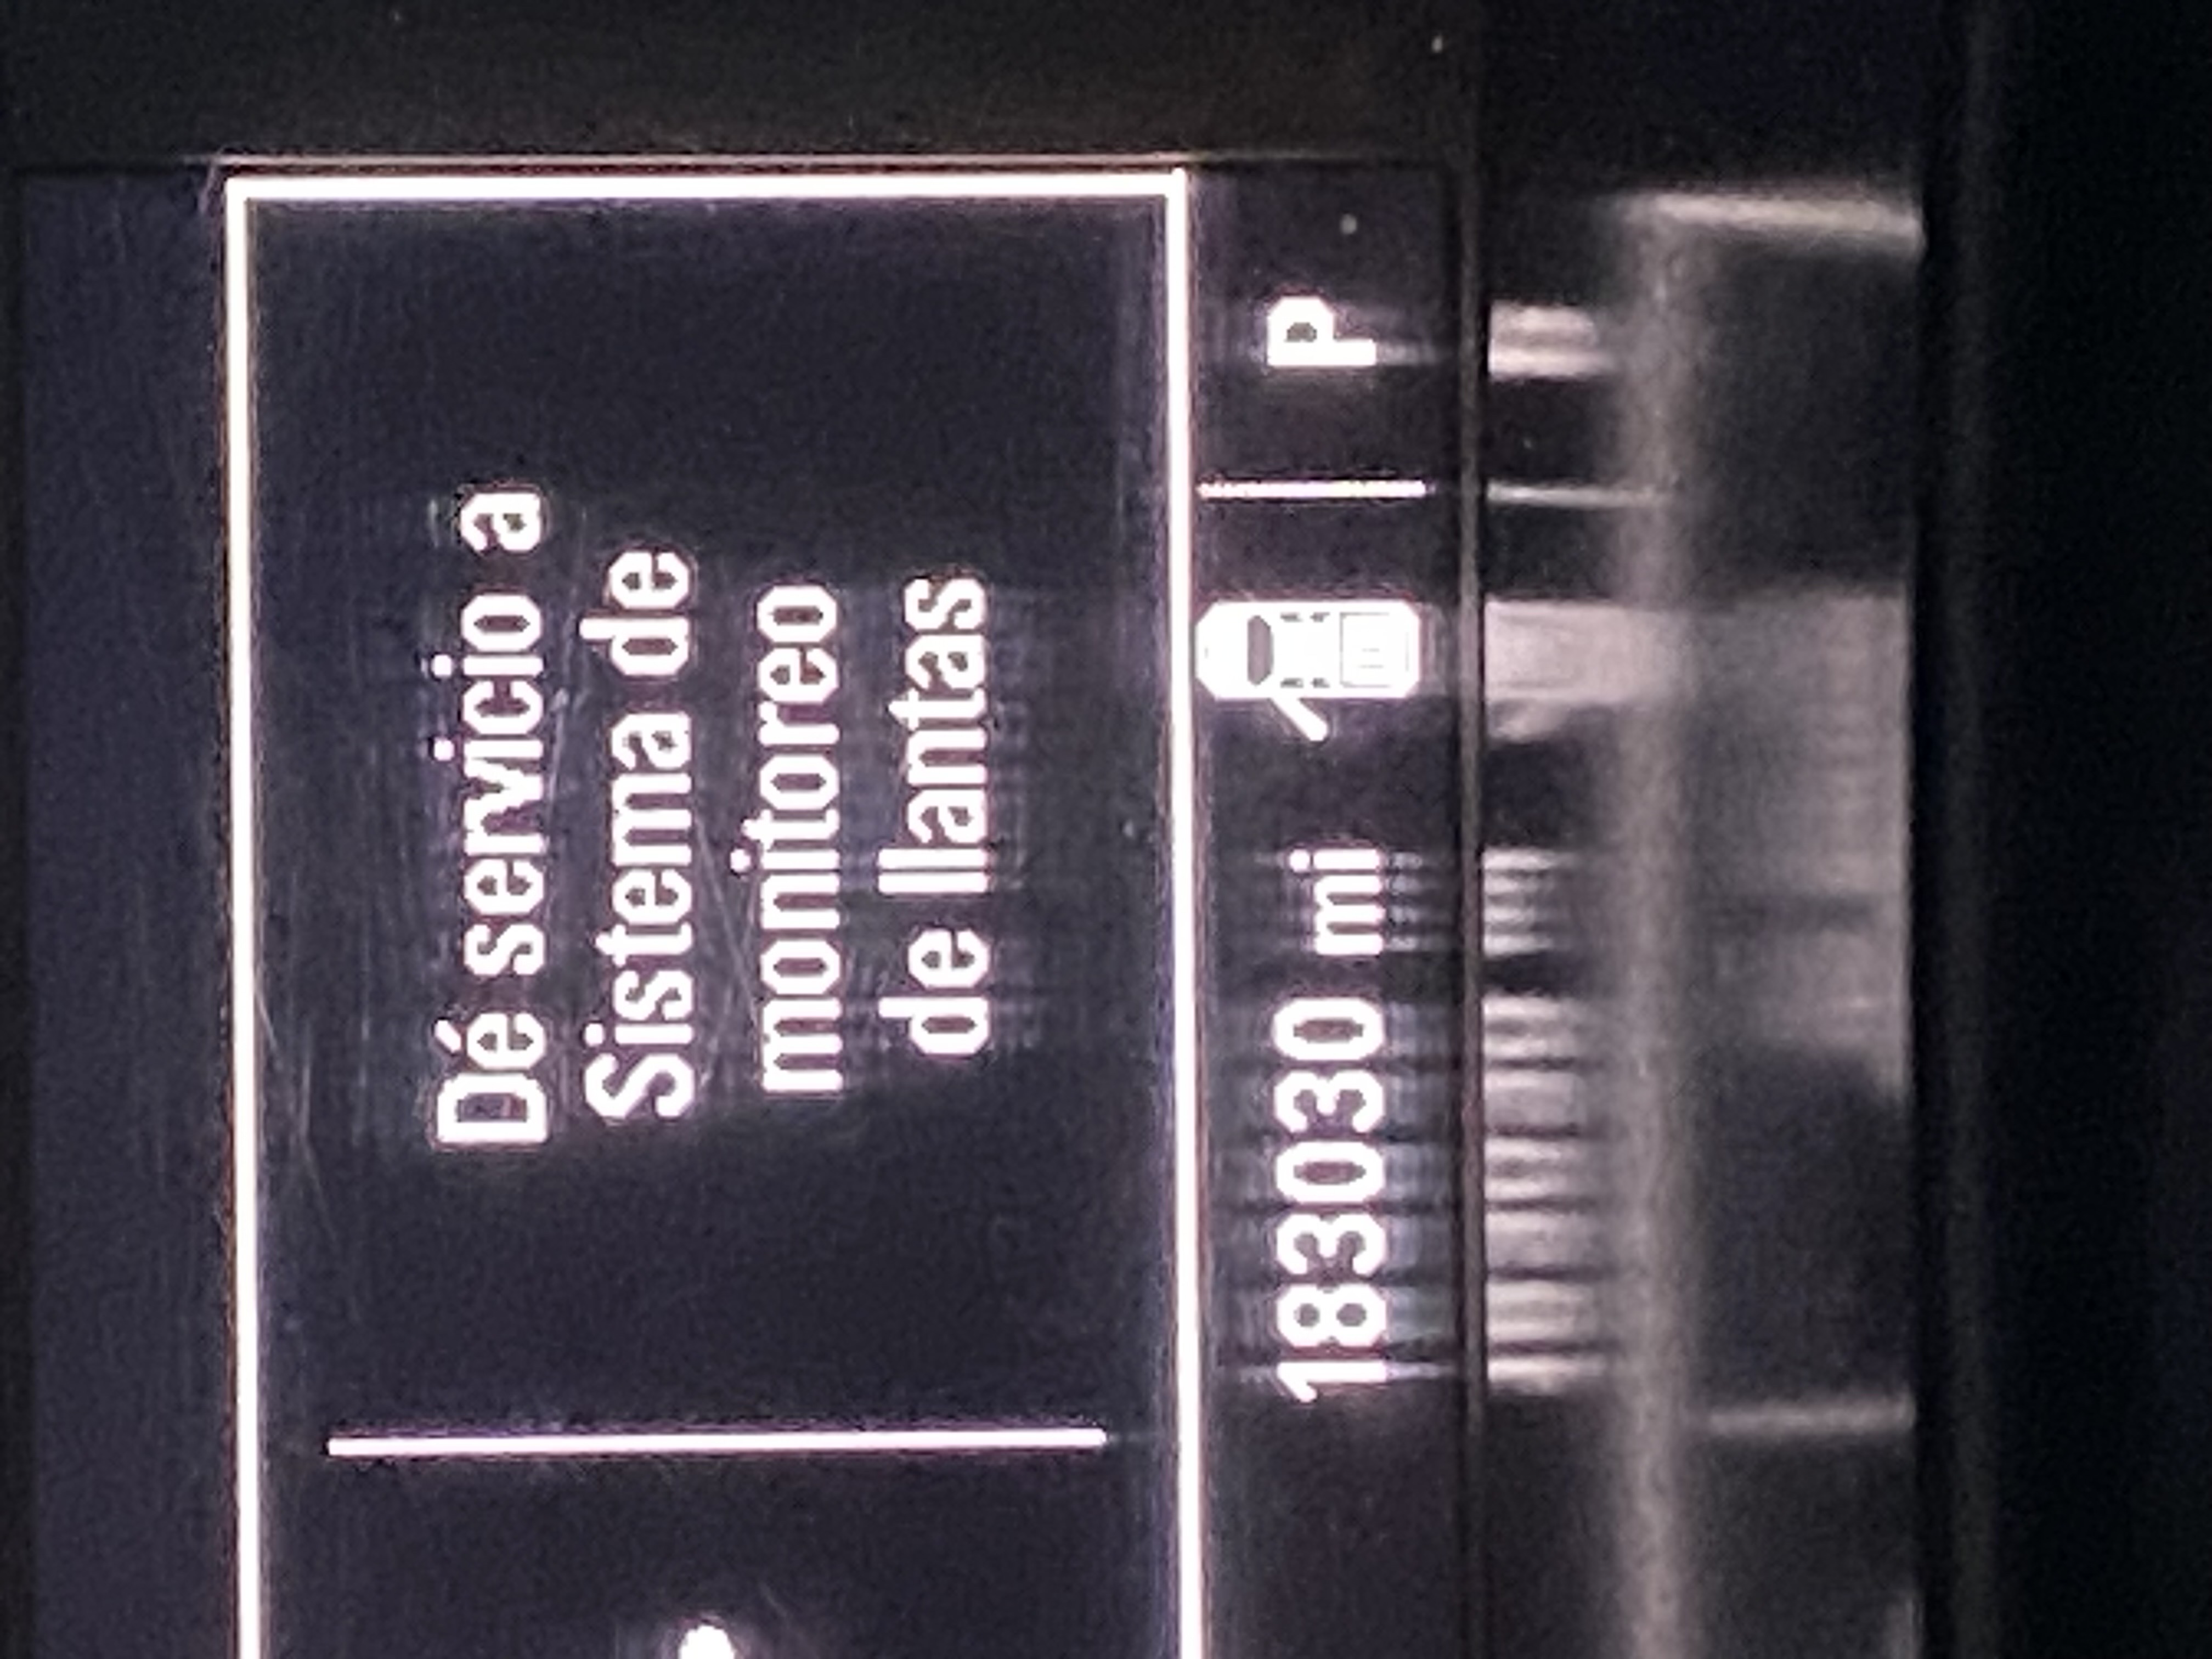 Dé servicio a
Sistema de
monitoreo
de llantas
183030 mi
P